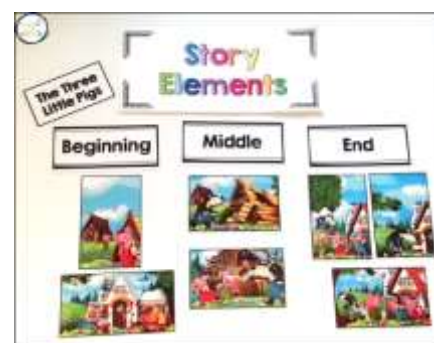 Story
Elements
The Three
Little Pigs
Beginning
Middle
End